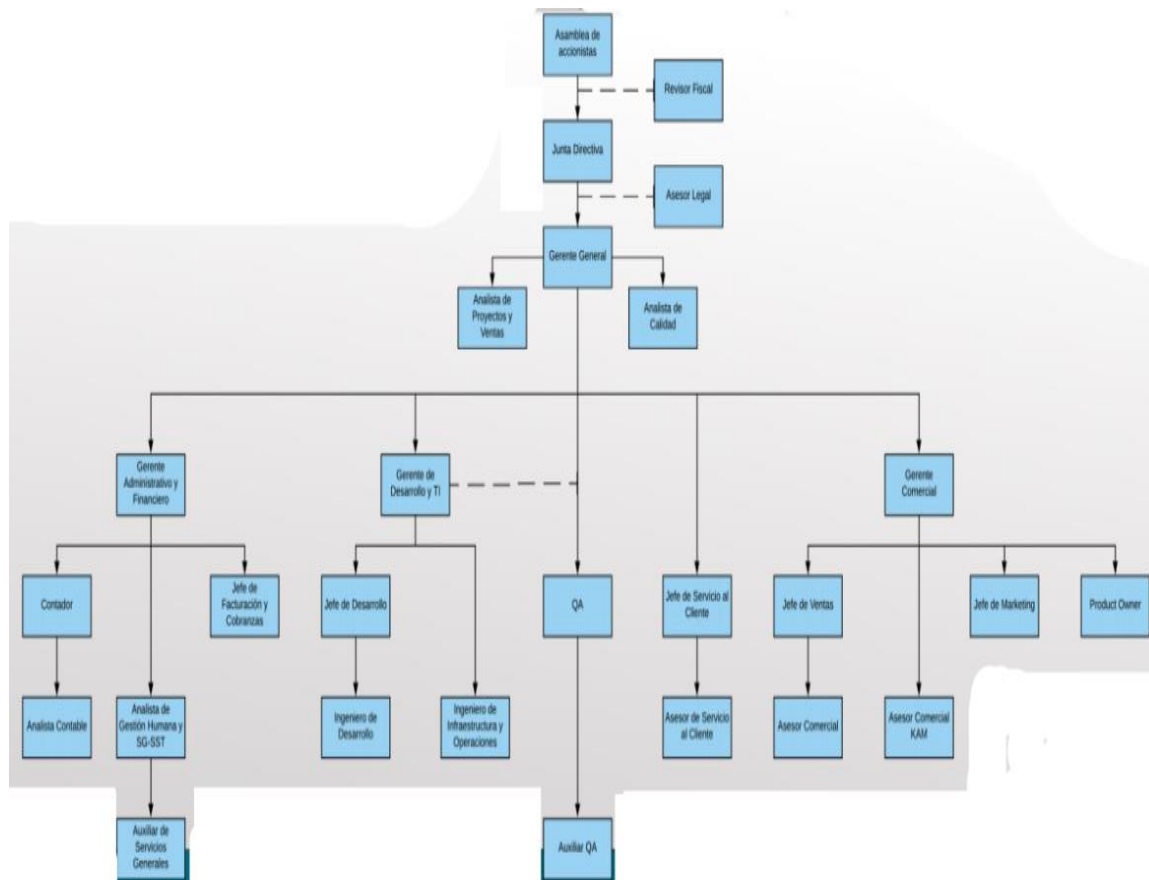 Asamblea de
accionistas
Revisor Fiscal
Junta Directiva
Asesor Legal
Gerente General
Analista de
Proyectos y
Ventas
Analista de
Calidad
Gerente
Administrativo y
Financiero
Gerente de
Desarrollo y TI
Gerente
Comercial
Contador
Jefe de
Facturación y
Cobranzas
Jefe de Desarrollo
QA
Jefe de Servicio al
Cliente
Jefe de Ventas
Jefe de Marketing
Product Owner
Analista Contable
Analista de
Gestión Humana y
SG-SST
Ingeniero de
Desarrollo
Ingeniero de
Infraestructura y
Operaciones
Asesor de Servicio
al Cliente
Asesor Comercial
Asesor Comercial
KAM
Auxiliar de
Servicios
Generales
Auxiliar QA